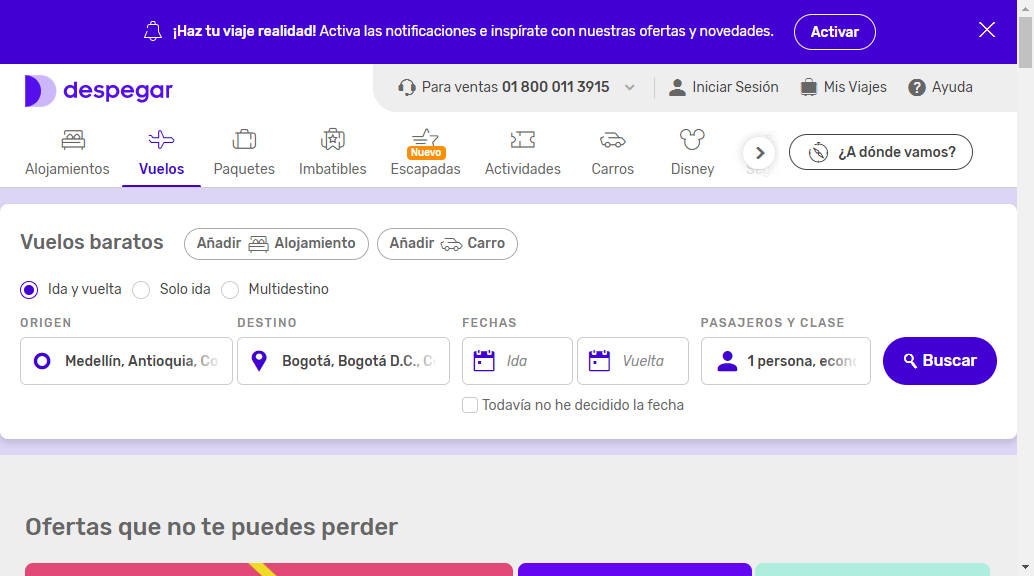 ¡Haz tu viaje realidad! Activa las notificaciones e inspírate con nuestras ofertas y novedades. Activar
despegar Para ventas 01 800 011 3915 Iniciar Sesión Mis Viajes Ayuda
Nuevo
Alojamientos Vuelos Paquetes Imbatibles Escapadas Actividades Carros Disney ¿A dónde vamos?
Vuelos baratos Añadir Alojamiento Añadir Carro
Ida y vuelta Solo ida Multidestino
ORIGEN DESTINO FECHAS PASAJEROS Y CLASE
Medellín, Antioquia, Co Bogotá, Bogotá D.C., C Ida Vuelta 1 persona, econ Buscar
Todavía no he decidido la fecha
Ofertas que no te puedes perder